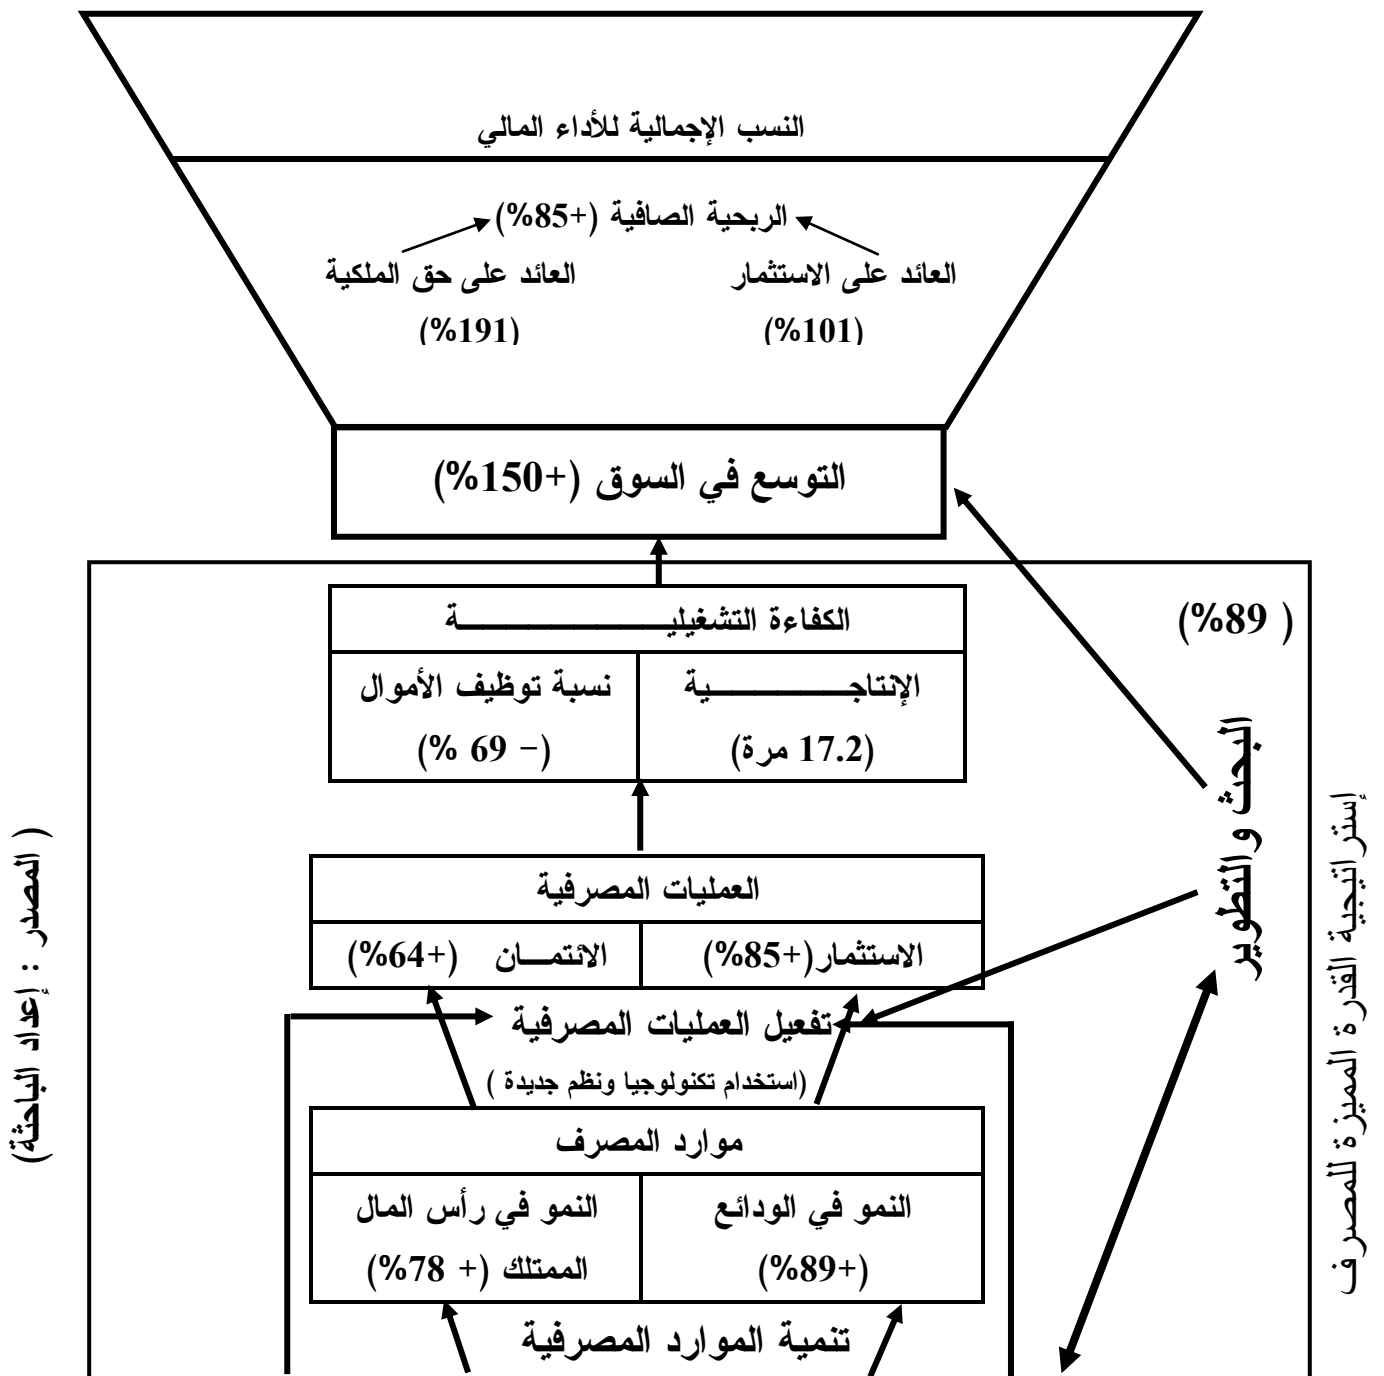 النسب الإجمالية للأداء المالي
الربحية الصافية (+85%)
العائد على الاستثمار
العائد على حق الملكية
(101%)
(191%)
التوسع في السوق (+150%)
( 89%)
الكفاءة التشغيليـــــــــــــــــة
الإنتاجـــــــــــية
نسبة توظيف الأموال
(17.2 مرة)
(– 69 %)
البحث والتطوير
العمليات المصرفية
الاستثمار(+85%)
الائتمـــان (+64%)
تفعيل العمليات المصرفية
(استخدام تكنولوجيا ونظم جديدة )
موارد المصرف
النمو في الودائع
(+89%)
النمو في رأس المال
الممتلك (+ 78%)
تنمية الموارد المصرفية
إستراتيجية القدرة المميزة للمصرف
( المصدر : إعداد الباحثة)